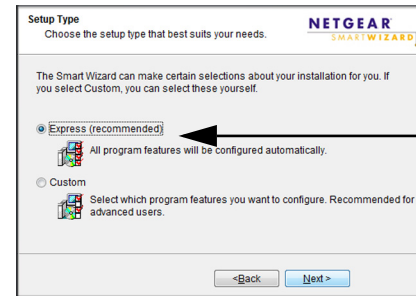 Setup Type
Choose the setup type that best suits your needs.
NETGEAR
SMARTWIZARD
The Smart Wizard can make certain selections about your installation for you. If
you select Custom, you can select these yourself.
Express (recommended)
All program features will be configured automatically.
Custom
Select which program features you want to configure. Recommended for
advanced users.
<Back
Next >